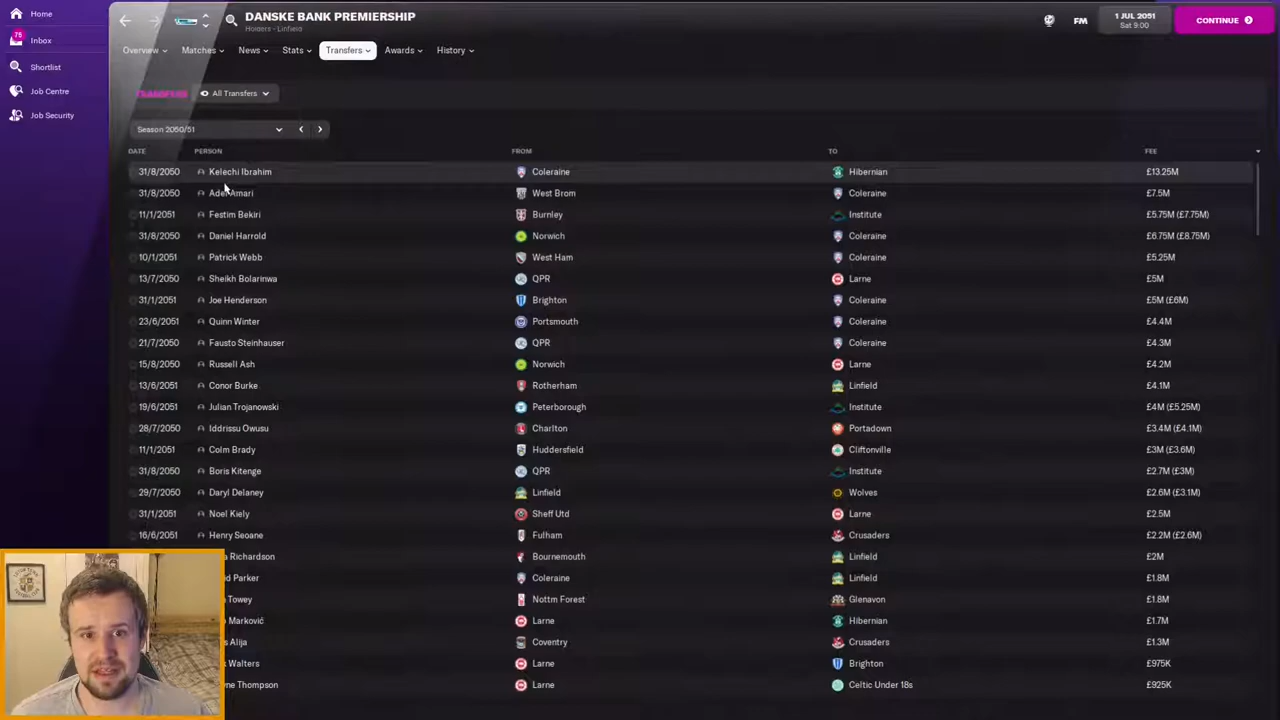 Home
75
Inbox
Shortlist
Job Centre
Job Security
DANSKE BANK PREMIERSHIP
Holders - Linfield
FM
1 JUL 2051
Sat 9:00
CONTINUE
Overview Matches News Stats Transfers Awards History
TRANSFERS All Transfers
Season 2050/51
DATE PERSON FROM TO FEE
31/8/2050 Kelechi Ibrahim Coleraine Hibernian £13.25M
31/8/2050 Adel Amari West Brom Coleraine £7.5M
11/1/2051 Festim Bekiri Burnley Institute £5.75M (£7.75M)
31/8/2050 Daniel Harrold Norwich Coleraine £6.75M (£8.75M)
10/1/2051 Patrick Webb West Ham Coleraine £5.25M
13/7/2050 Sheikh Bolarinwa QPR Larne £5M
31/1/2051 Joe Henderson Brighton Coleraine £5M (£6M)
23/6/2051 Quinn Winter Portsmouth Coleraine £4.4M
21/7/2050 Fausto Steinhauser QPR Coleraine £4.3M
15/8/2050 Russell Ash Norwich Larne £4.2M
13/6/2051 Conor Burke Rotherham Linfield £4.1M
19/6/2051 Julian Trojanowski Peterborough Institute £4M (£5.25M)
28/7/2050 Iddrissu Owusu Charlton Portadown £3.4M (£4.1M)
11/1/2051 Colm Brady Huddersfield Cliftonville £3M (£3.6M)
31/8/2050 Boris Kitenge QPR Institute £2.7M (£3M)
29/7/2050 Daryl Delaney Linfield Wolves £2.6M (£3.1M)
31/1/2051 Noel Kiely Sheff Utd Larne £2.5M
16/6/2051 Henry Seoane Fulham Crusaders £2.2M (£2.6M)
Richardson Bournemouth Linfield £2M
Parker Coleraine Linfield £1.8M
Towey Nottm Forest Glenavon £1.8M
Marković Larne Hibernian £1.7M
Alija Coventry Crusaders £1.3M
Walters Larne Brighton £975K
Thompson Larne Celtic Under 18s £925K